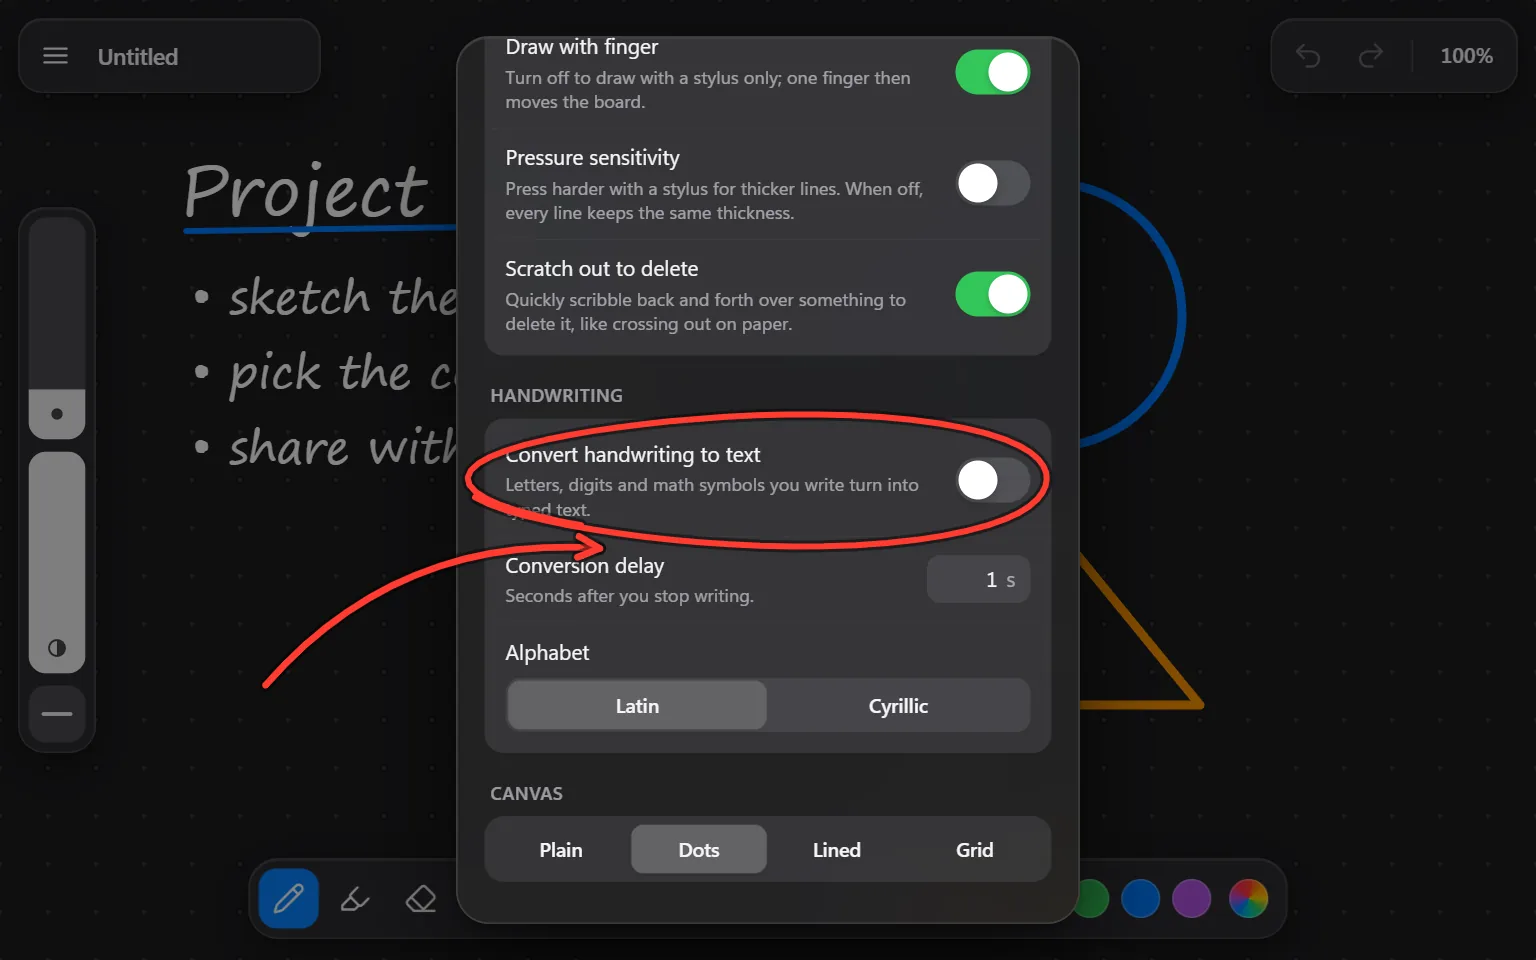 Untitled
100%
Project
• sketch the
• pick the
• share with
Draw with finger
Turn off to draw with a stylus only; one finger then
moves the board.
Pressure sensitivity
Press harder with a stylus for thicker lines. When off,
every line keeps the same thickness.
Scratch out to delete
Quickly scribble back and forth over something to
delete it, like crossing out on paper.
HANDWRITING
Convert handwriting to text
Letters, digits and math symbols you write turn into
typed text.
Conversion delay
1 s
Seconds after you stop writing.
Alphabet
Latin
Cyrillic
CANVAS
Plain
Dots
Lined
Grid